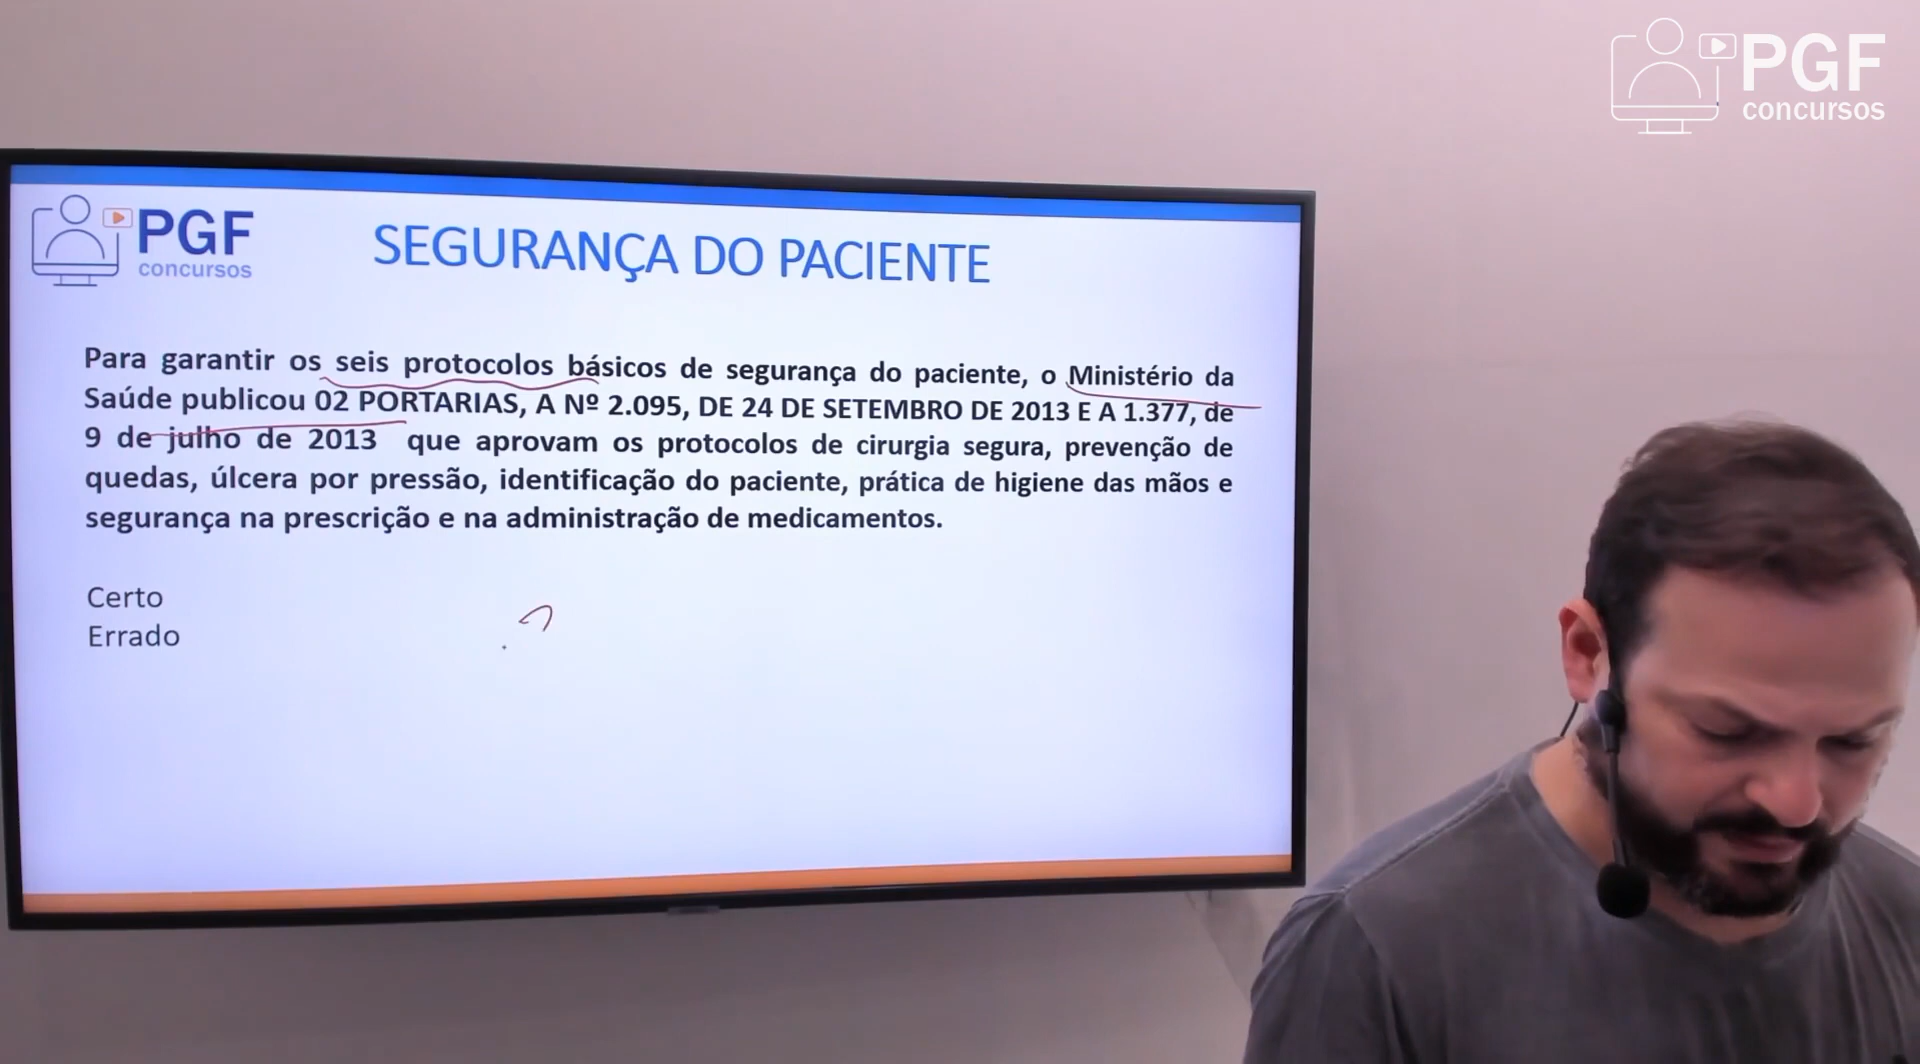 PGF
concursos
PGF
concursos
SEGURANÇA DO PACIENTE
Para garantir os seis protocolos básicos de segurança do paciente, o Ministério da
Saúde publicou 02 PORTARIAS, A Nº 2.095, DE 24 DE SETEMBRO DE 2013 E A 1.377, de
9 de julho de 2013 que aprovam os protocolos de cirurgia segura, prevenção de
quedas, úlcera por pressão, identificação do paciente, prática de higiene das mãos e
segurança na prescrição e na administração de medicamentos.
Certo
Errado